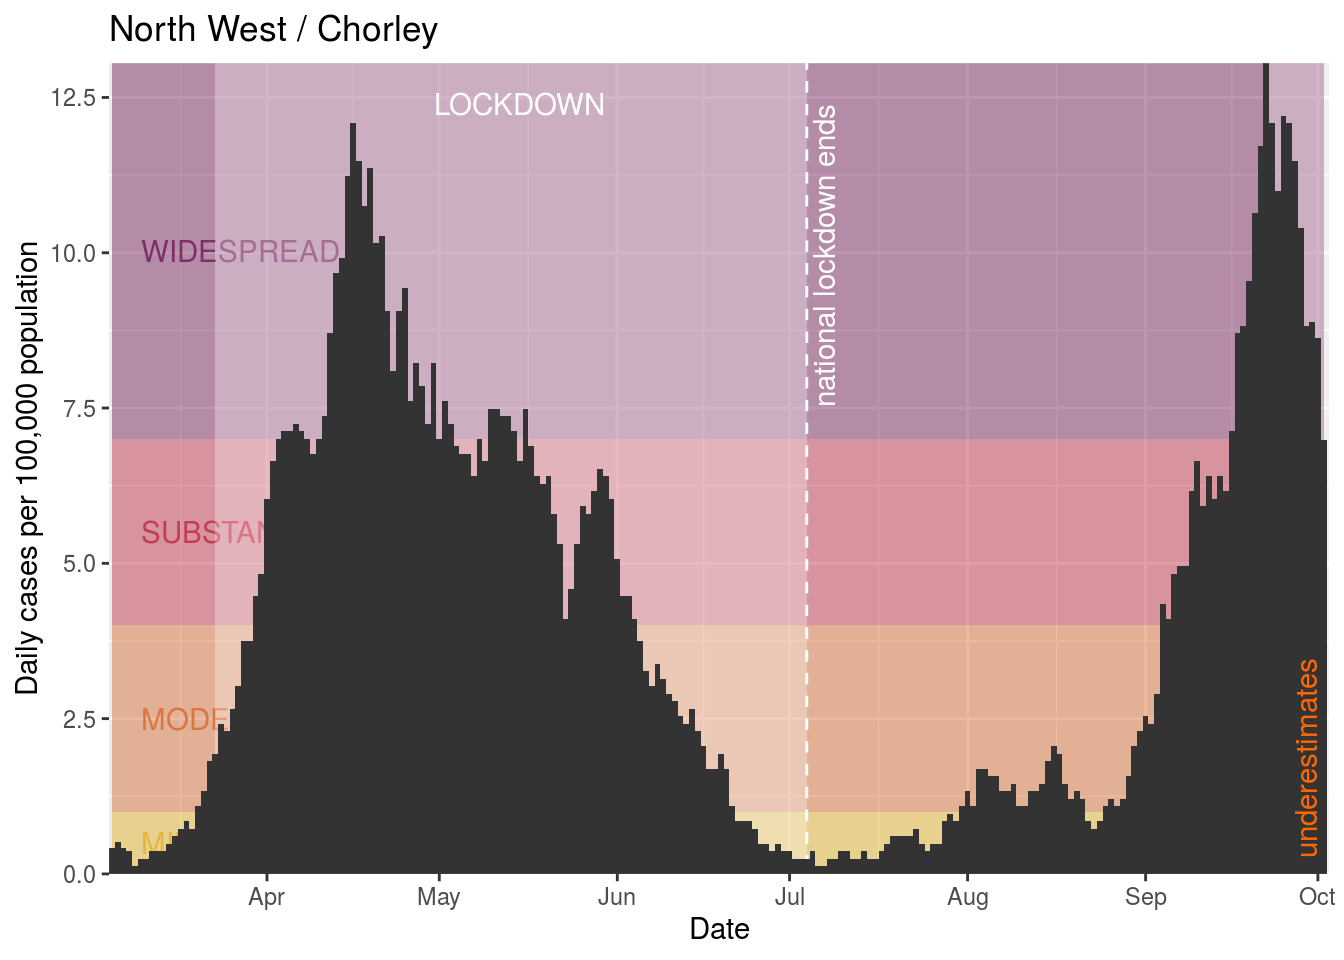 North West / Chorley
Daily cases per 100,000 population
12.5
10.0
7.5
5.0
2.5
0.0
LOCKDOWN
WIDESPREAD
SUBSTAN
MODE
national lockdown ends
underestimates
Apr
May
Jun
Jul
Aug
Sep
Oct
Date